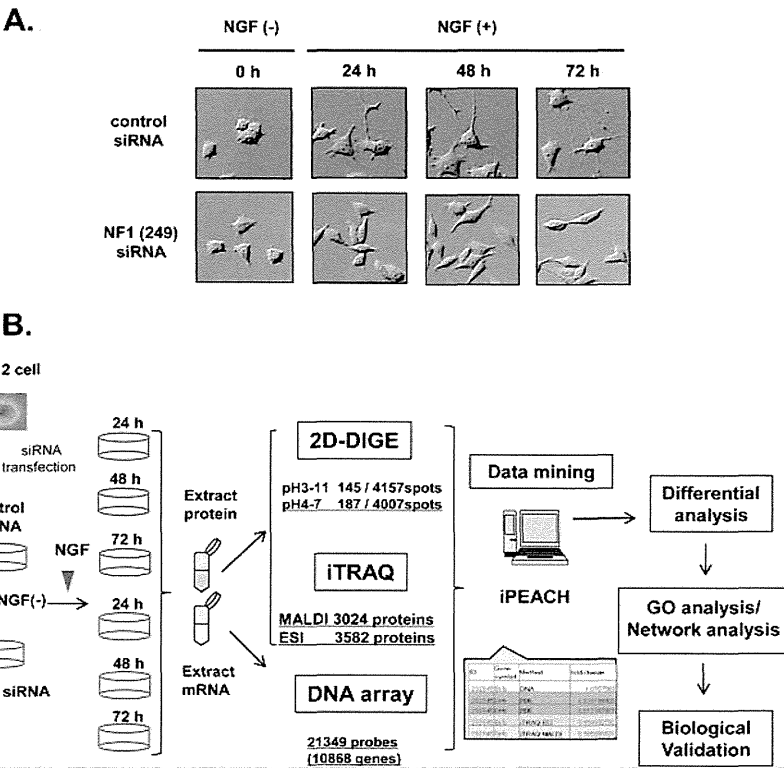 A.
NGF (-)
NGF (+)
0 h
24 h
48 h
72 h
control
siRNA
NF1 (249)
siRNA
B.
2 cell
siRNA
transfection
trol
NA
NGF
NGF(-)
siRNA
24 h
48 h
72 h
24 h
48 h
72 h
Extract
protein
Extract
mRNA
2D-DIGE
pH3-11 145 / 4157spots
pH4-7 187 / 4007spots
iTRAQ
MALDI 3024 proteins
ESI 3582 proteins
DNA array
21349 probes
(10868 genes)
Data mining
iPEACH
Differential
analysis
GO analysis/
Network analysis
Biological
Validation